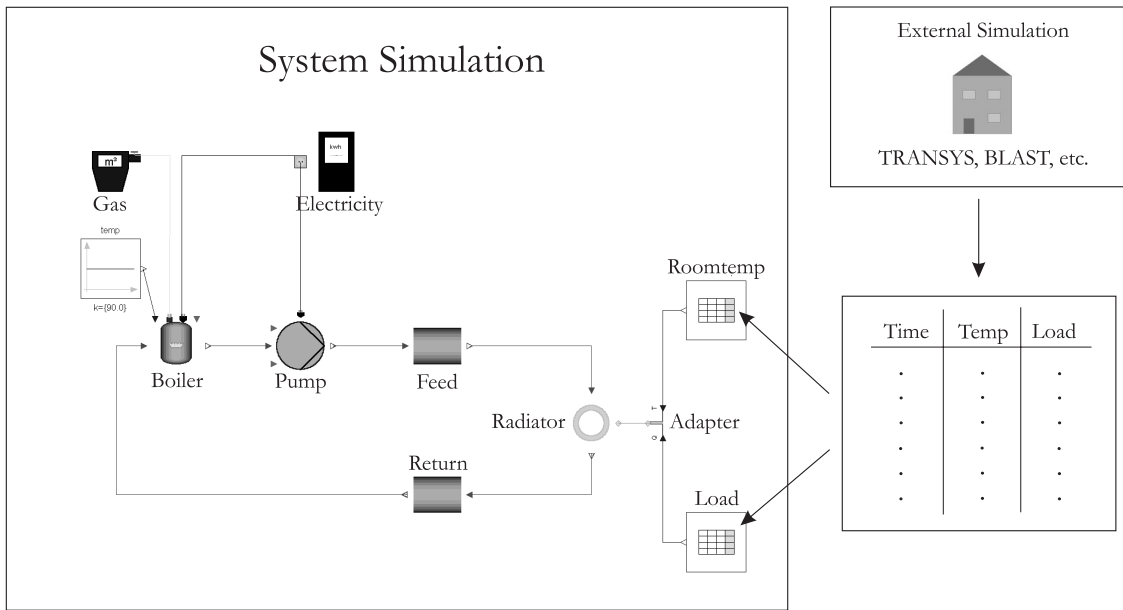 System Simulation
External Simulation
TRANSYS, BLAST, etc.
m³
kwh
γ
Gas
Electricity
temp
k={90.0}
Roomtemp
Time Temp Load
Boiler
Pump
Feed
T
Radiator
Adapter
Q
Return
Load